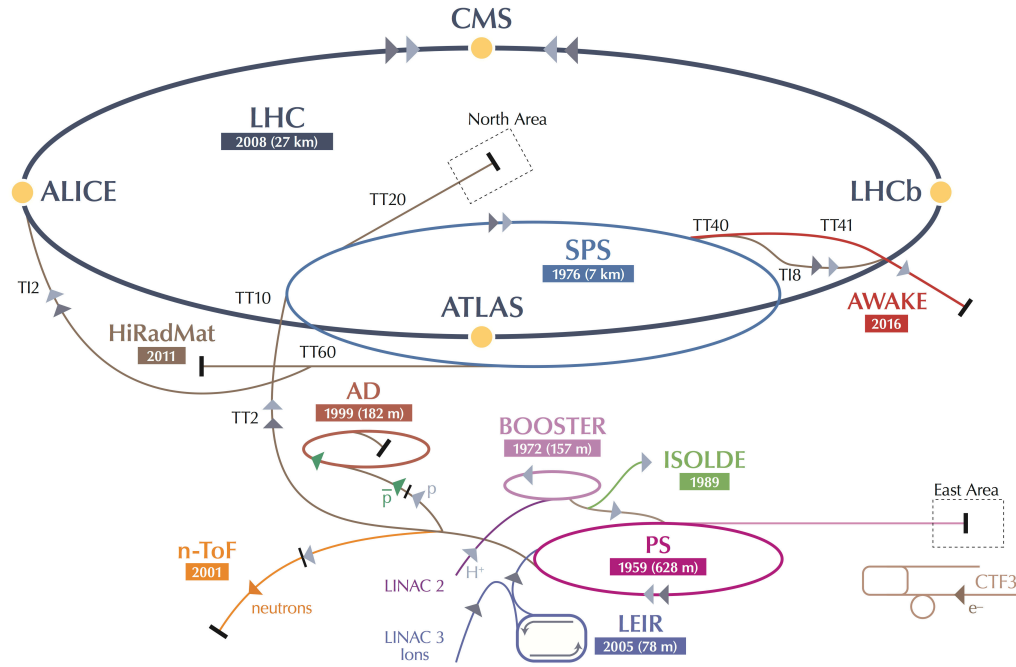 CMS
LHC
2008 (27 km)
North Area
ALICE
LHCb
TT20
TT40
TT41
SPS
1976 (7 km)
TI2
TT10
TI8
ATLAS
AWAKE
2016
HiRadMat
2011
TT60
AD
1999 (182 m)
TT2
BOOSTER
1972 (157 m)
ISOLDE
1989
p̅
p
East Area
n-ToF
2001
PS
1959 (628 m)
H⁺
LINAC 2
neutrons
CTF3
e⁻
LINAC 3
Ions
LEIR
2005 (78 m)